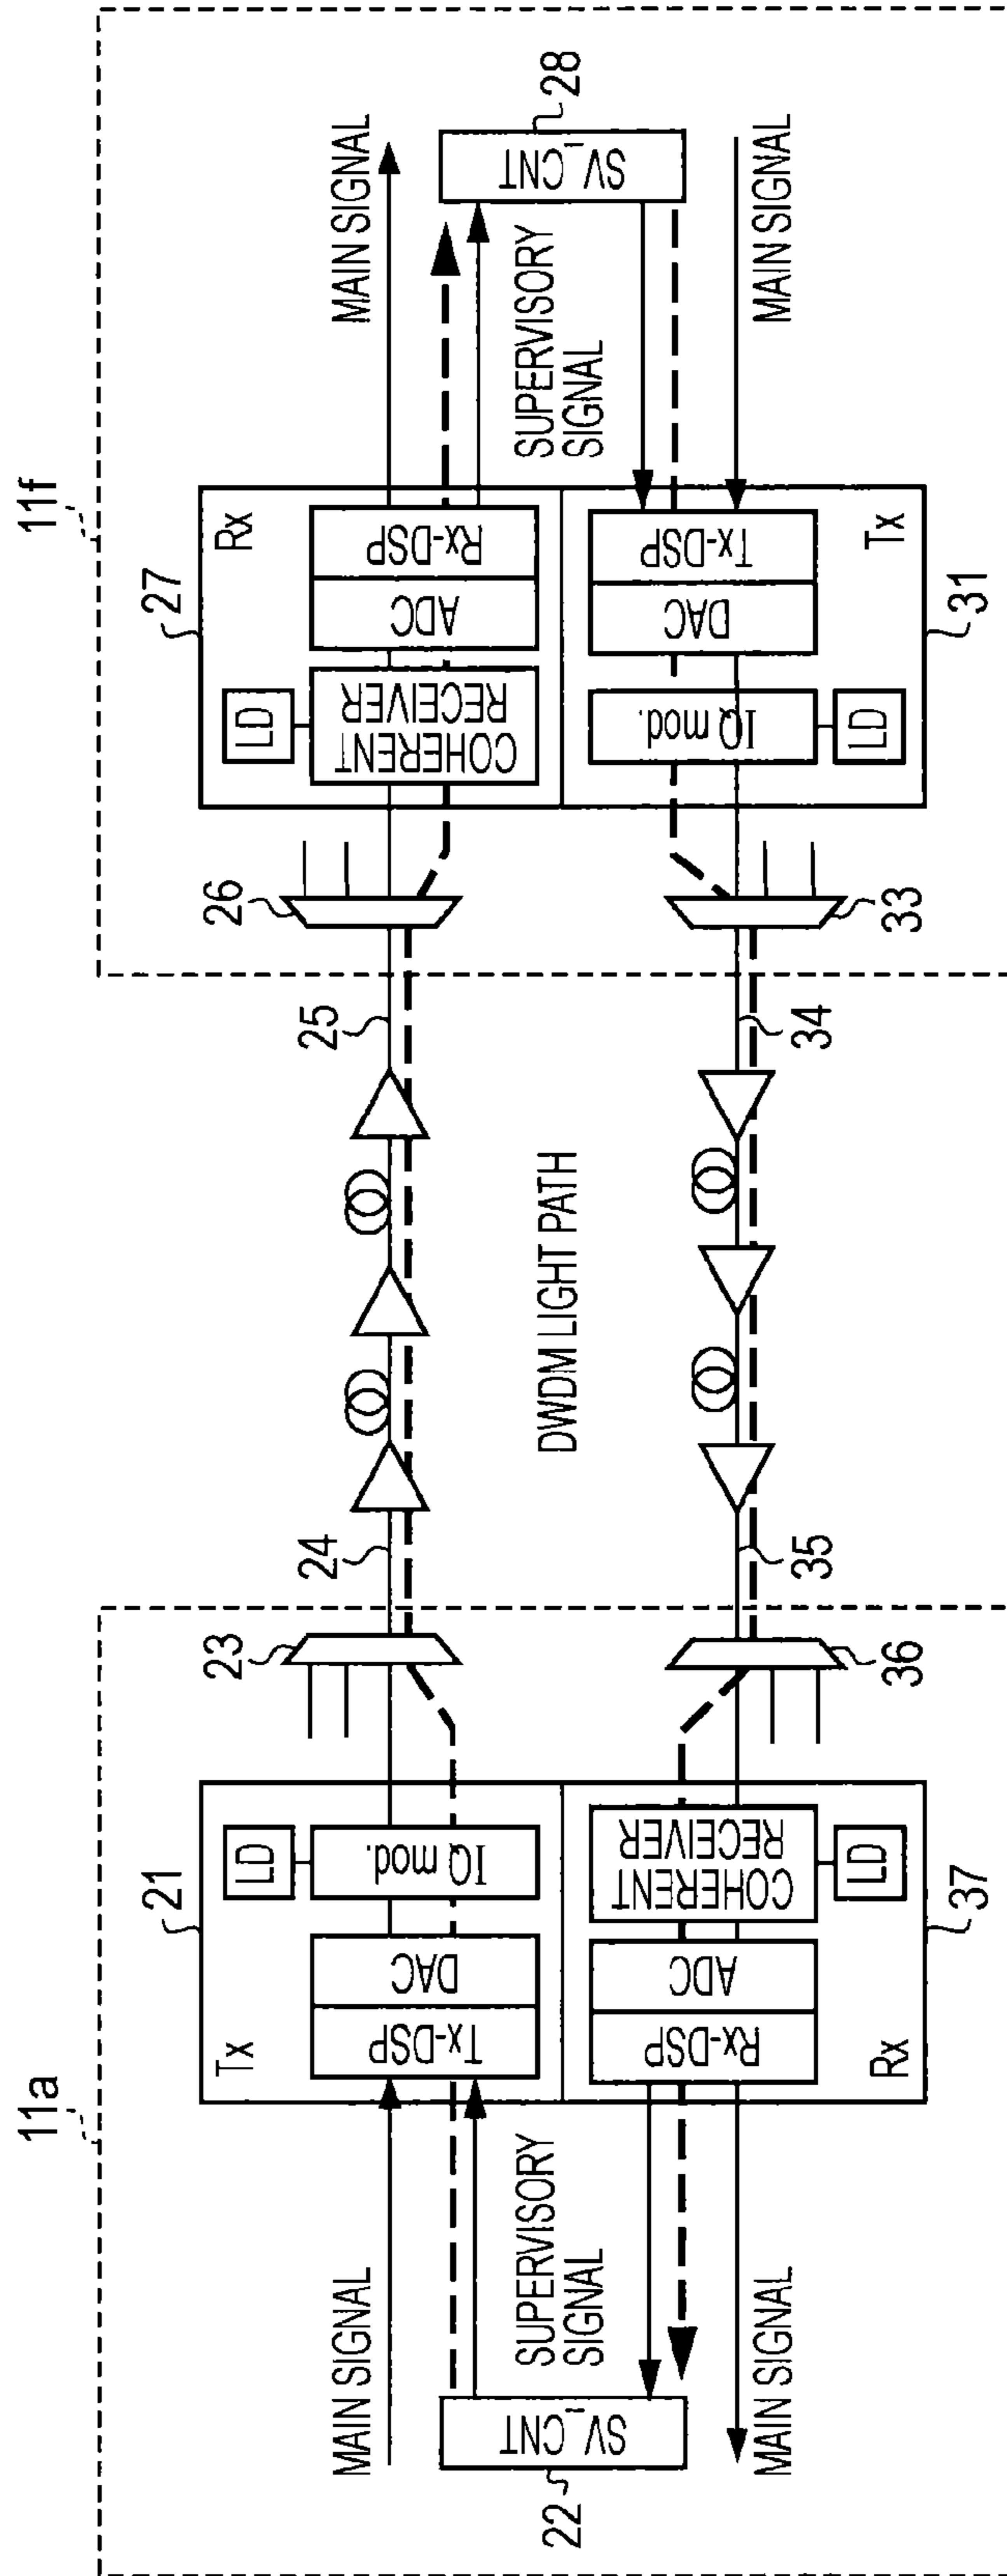 11a
11f
21
Tx
LD
IQ mod.
DAC
Tx-DSP
MAIN SIGNAL
SUPERVISORY
SIGNAL
SV_CNT
22
MAIN SIGNAL
Rx-DSP
ADC
COHERENT
RECEIVER
LD
Rx
37
23
24
36
35
DWDM LIGHT PATH
25
26
34
33
27
Rx
LD
COHERENT
RECEIVER
ADC
Rx-DSP
MAIN SIGNAL
SUPERVISORY
SIGNAL
SV_CNT
28
MAIN SIGNAL
Tx-DSP
DAC
IQ mod.
LD
Tx
31